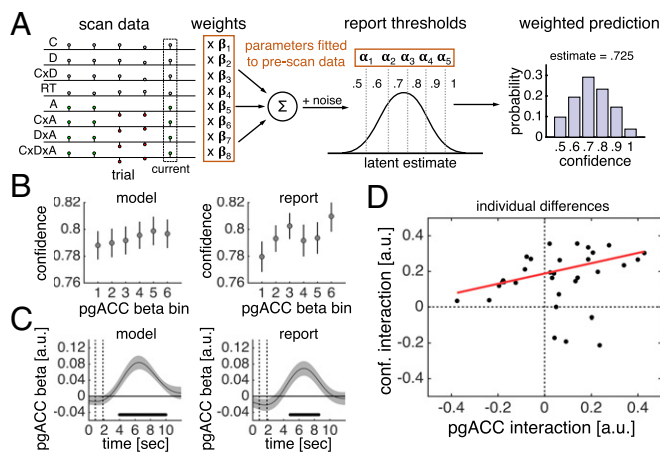 A
scan data
weights
report thresholds
weighted prediction
C
D
CxD
RT
A
CxA
DxA
CxDxA
trial
current
x β1
x β2
x β3
x β4
x β5
x β6
x β7
x β8
parameters fitted
to pre-scan data
Σ
+ noise
α1 α2 α3 α4 α5
.5 .6 .7 .8 .9 1
latent estimate
estimate = .725
probability
0.3
0.2
0.1
0
.5 .6 .7 .8 .9 1
confidence
B
model
confidence
0.82
0.80
0.78
0.76
1 2 3 4 5 6
pgACC beta bin
report
confidence
0.82
0.80
0.78
0.76
1 2 3 4 5 6
pgACC beta bin
C
model
pgACC beta [a.u.]
0.12
0.08
0.04
0
-0.04
0 2 4 6 8 10
time [sec]
report
pgACC beta [a.u.]
0.12
0.08
0.04
0
-0.04
0 2 4 6 8 10
time [sec]
D
individual differences
conf. interaction [a.u.]
0.4
0.2
0
-0.2
-0.4
-0.4 -0.2 0 0.2 0.4
pgACC interaction [a.u.]